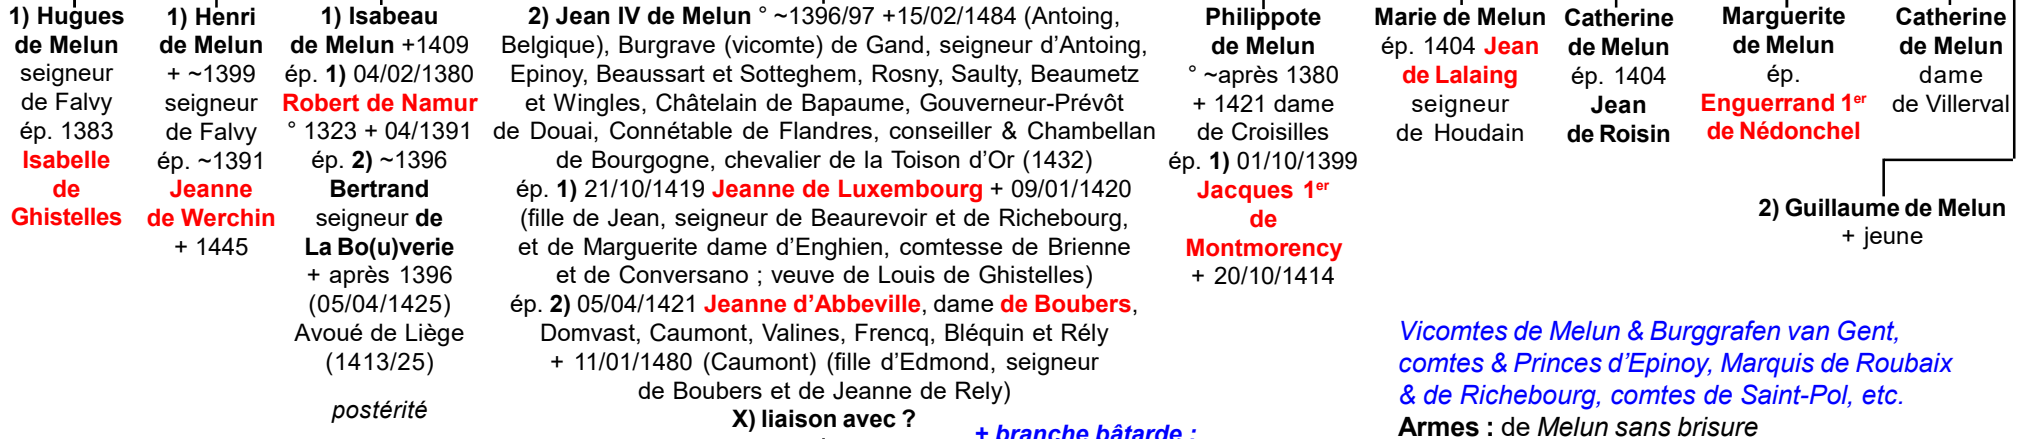 1) Hugues
de Melun
seigneur
de Falvy
ép. 1383
Isabelle
de
Ghistelles
1) Henri
de Melun
+ ~1399
seigneur
de Falvy
ép. ~1391
Jeanne
de Werchin
+ 1445
1) Isabeau
de Melun +1409
ép. 1) 04/02/1380
Robert de Namur
° 1323 + 04/1391
ép. 2) ~1396
Bertrand
seigneur de
La Bo(u)verie
+ après 1396
(05/04/1425)
Avoué de Liège
(1413/25)
postérité
2) Jean IV de Melun ° ~1396/97 +15/02/1484 (Antoing,
Belgique), Burgrave (vicomte) de Gand, seigneur d’Antoing,
Epinoy, Beaussart et Sotteghem, Rosny, Saulty, Beaumetz
et Wingles, Châtelain de Bapaume, Gouverneur-Prévôt
de Douai, Connétable de Flandres, conseiller & Chambellan
de Bourgogne, chevalier de la Toison d’Or (1432)
ép. 1) 21/10/1419 Jeanne de Luxembourg + 09/01/1420
(fille de Jean, seigneur de Beaurevoir et de Richebourg,
et de Marguerite dame d’Enghien, comtesse de Brienne
et de Conversano ; veuve de Louis de Ghistelles)
ép. 2) 05/04/1421 Jeanne d’Abbeville, dame de Boubers,
Domvast, Caumont, Valines, Frencq, Bléquin et Rély
+ 11/01/1480 (Caumont) (fille d’Edmond, seigneur
de Boubers et de Jeanne de Rely)
X) liaison avec ?
+ branche bâtarde :
Philippote
de Melun
° ~après 1380
+ 1421 dame
de Croisilles
ép. 1) 01/10/1399
Jacques 1er
de
Montmorency
+ 20/10/1414
Marie de Melun
ép. 1404 Jean
de Lalaing
seigneur
de Houdain
Catherine
de Melun
ép. 1404
Jean
de Roisin
Marguerite
de Melun
ép.
Enguerrand 1er
de Nédonchel
Catherine
de Melun
dame
de Villerval
2) Guillaume de Melun
+ jeune
Vicomtes de Melun & Burggrafen van Gent,
comtes & Princes d’Epinoy, Marquis de Roubaix
& de Richebourg, comtes de Saint-Pol, etc.
Armes : de Melun sans brisure